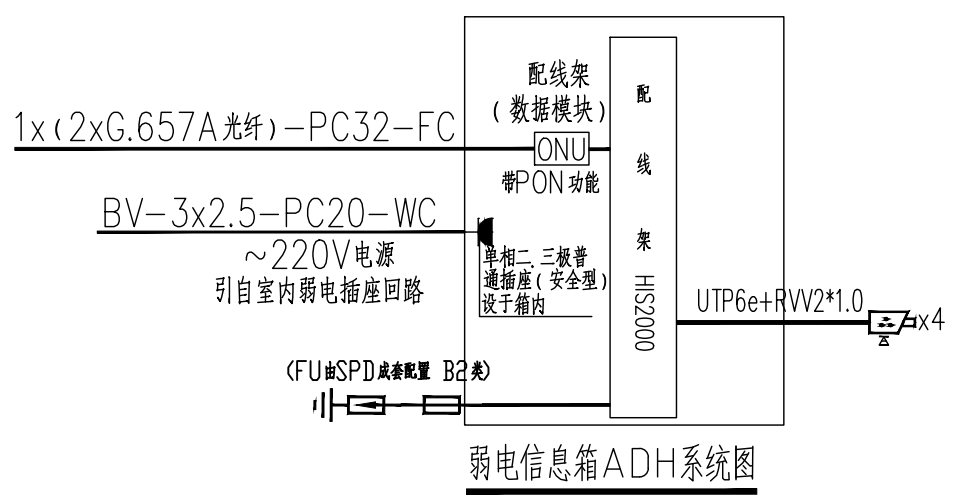 配线架
(数据模块)
1x(2xG.657A光纤)-PC32-FC
ONU
带PON功能
BV-3x2.5-PC20-WC
~220V电源
引自室内弱电插座回路
单相二.三极普
通插座(安全型)
设于箱内
配线架 HIS2000
UTP6e+RVV2*1.0
x4
(FU由SPD成套配置 B2类)
弱电信息箱ADH系统图